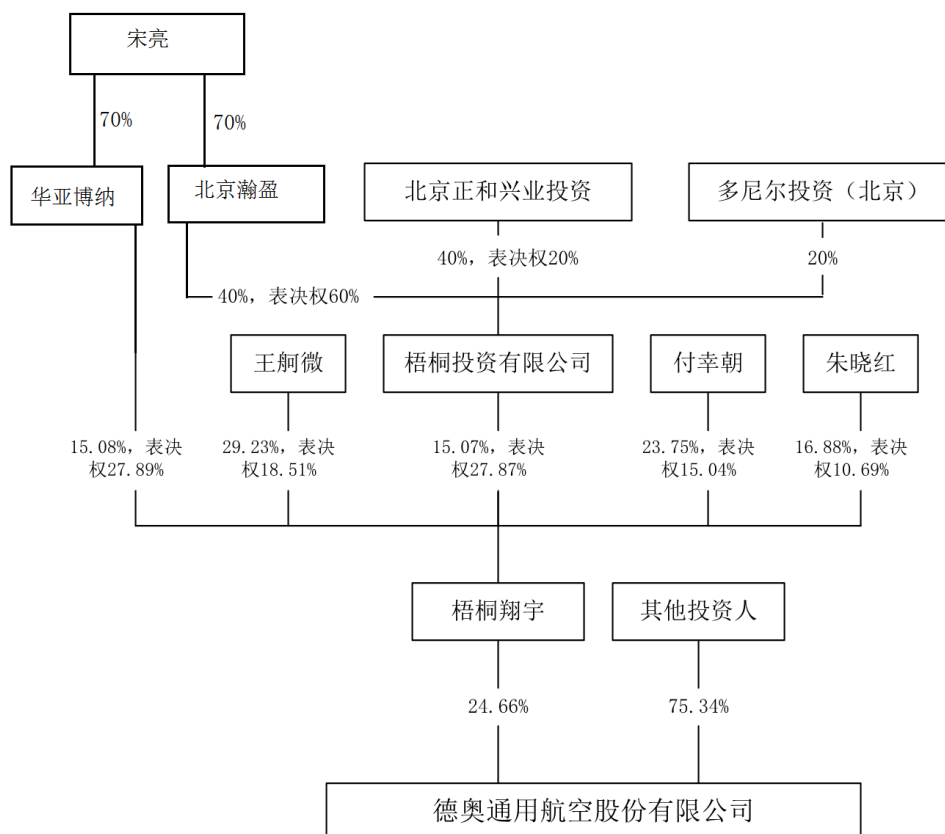 宋亮
70%
70%
华亚博纳
北京瀚盈
北京正和兴业投资
多尼尔投资（北京）
40%，表决权20%
20%
40%，表决权60%
王舸微
梧桐投资有限公司
付幸朝
朱晓红
15.08%，表决
权27.89%
29.23%，表决
权18.51%
15.07%，表决
权27.87%
23.75%，表决
权15.04%
16.88%，表决
权10.69%
梧桐翔宇
其他投资人
24.66%
75.34%
德奥通用航空股份有限公司